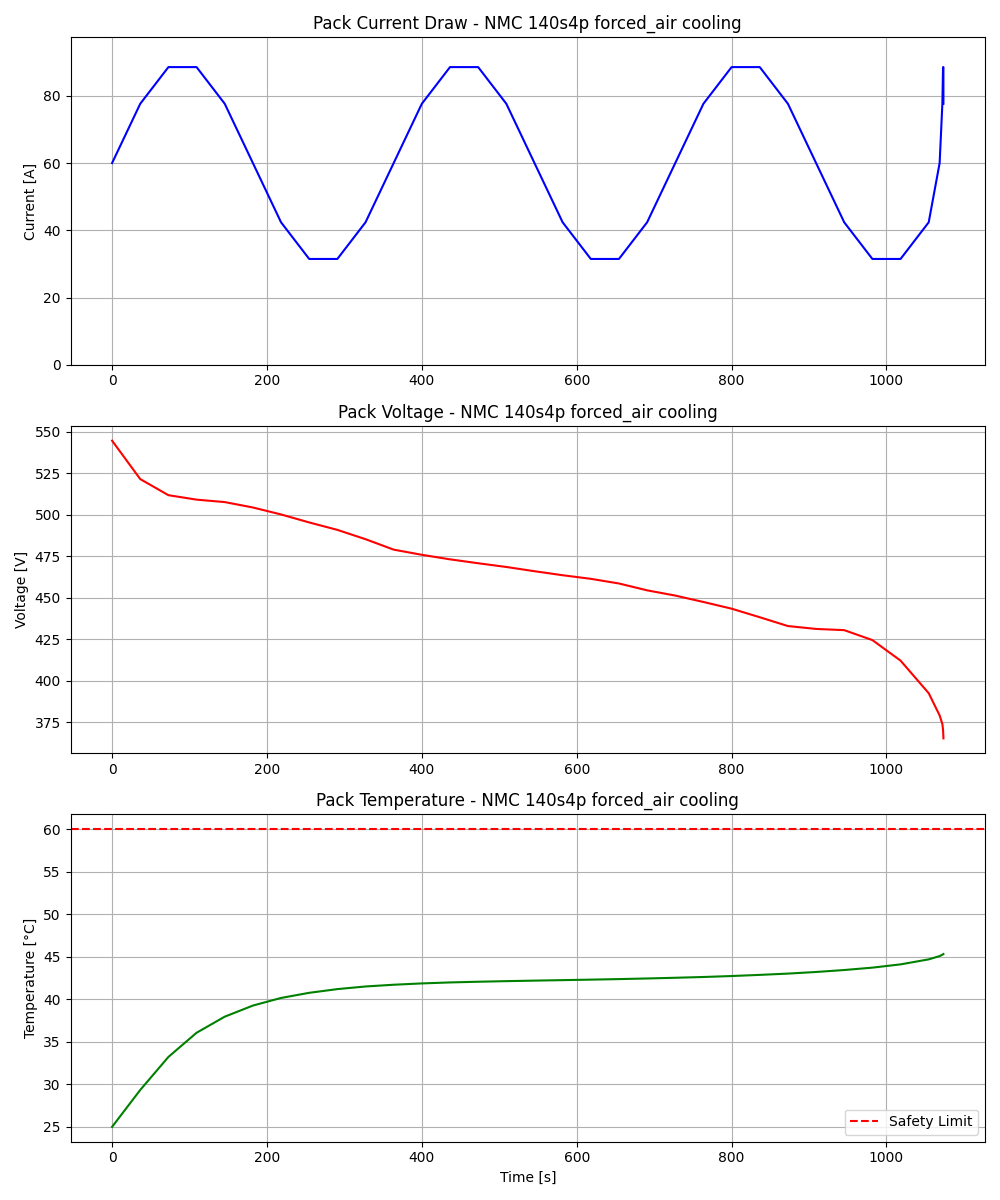 Pack Current Draw - NMC 140s4p forced_air cooling
80
60
40
20
0
Current [A]
0 200 400 600 800 1000
Pack Voltage - NMC 140s4p forced_air cooling
550
525
500
475
450
425
400
375
Voltage [V]
0 200 400 600 800 1000
Pack Temperature - NMC 140s4p forced_air cooling
60
55
50
45
40
35
30
25
Temperature [°C]
Safety Limit
0 200 400 600 800 1000
Time [s]